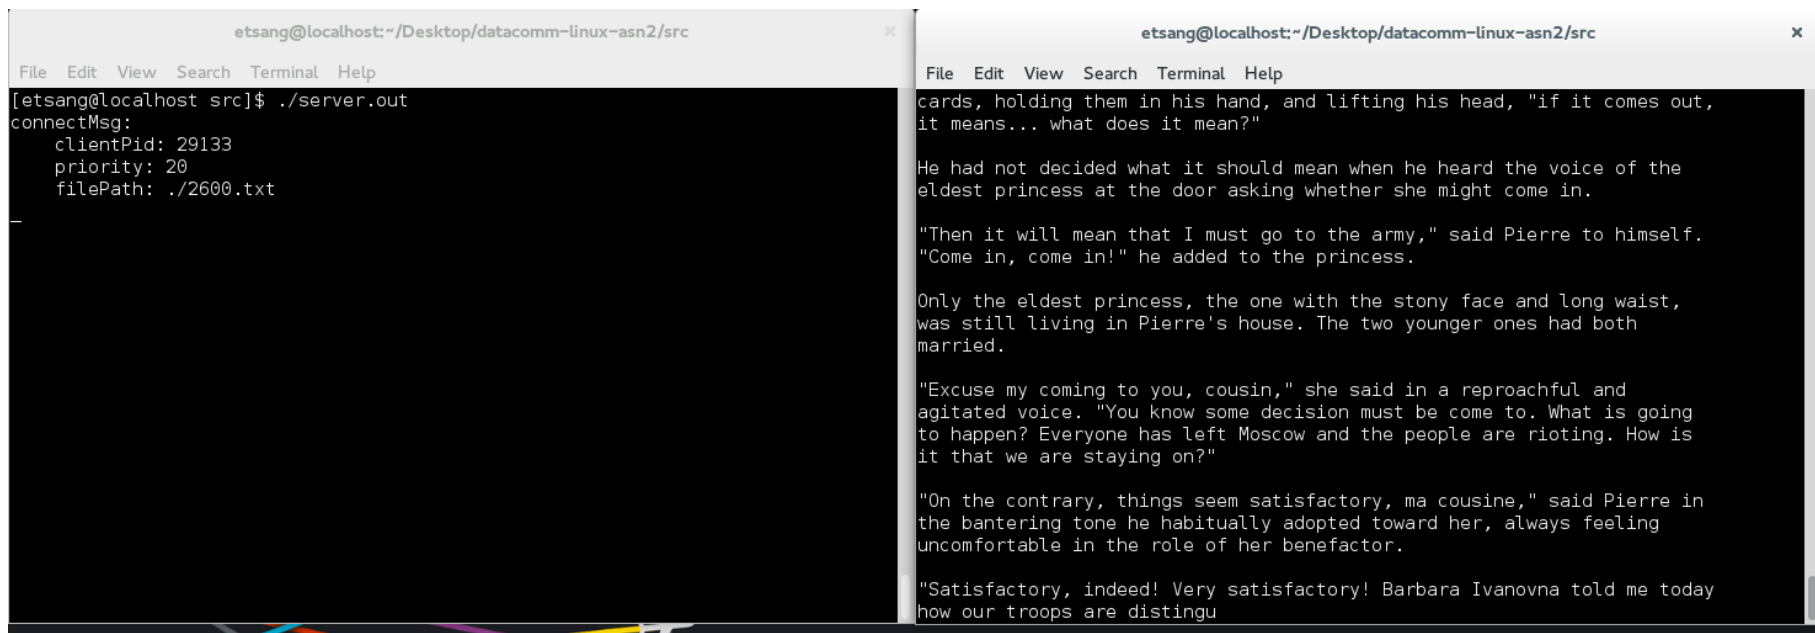 etsang@localhost:~/Desktop/datacomm-linux-asn2/src
File Edit View Search Terminal Help
[etsang@localhost src]$ ./server.out
connectMsg:
    clientPid: 29133
    priority: 20
    filePath: ./2600.txt
etsang@localhost:~/Desktop/datacomm-linux-asn2/src
File Edit View Search Terminal Help
cards, holding them in his hand, and lifting his head, "if it comes out,
it means... what does it mean?"
He had not decided what it should mean when he heard the voice of the
eldest princess at the door asking whether she might come in.
"Then it will mean that I must go to the army," said Pierre to himself.
"Come in, come in!" he added to the princess.
Only the eldest princess, the one with the stony face and long waist,
was still living in Pierre's house. The two younger ones had both
married.
"Excuse my coming to you, cousin," she said in a reproachful and
agitated voice. "You know some decision must be come to. What is going
to happen? Everyone has left Moscow and the people are rioting. How is
it that we are staying on?"
"On the contrary, things seem satisfactory, ma cousine," said Pierre in
the bantering tone he habitually adopted toward her, always feeling
uncomfortable in the role of her benefactor.
"Satisfactory, indeed! Very satisfactory! Barbara Ivanovna told me today
how our troops are distingu